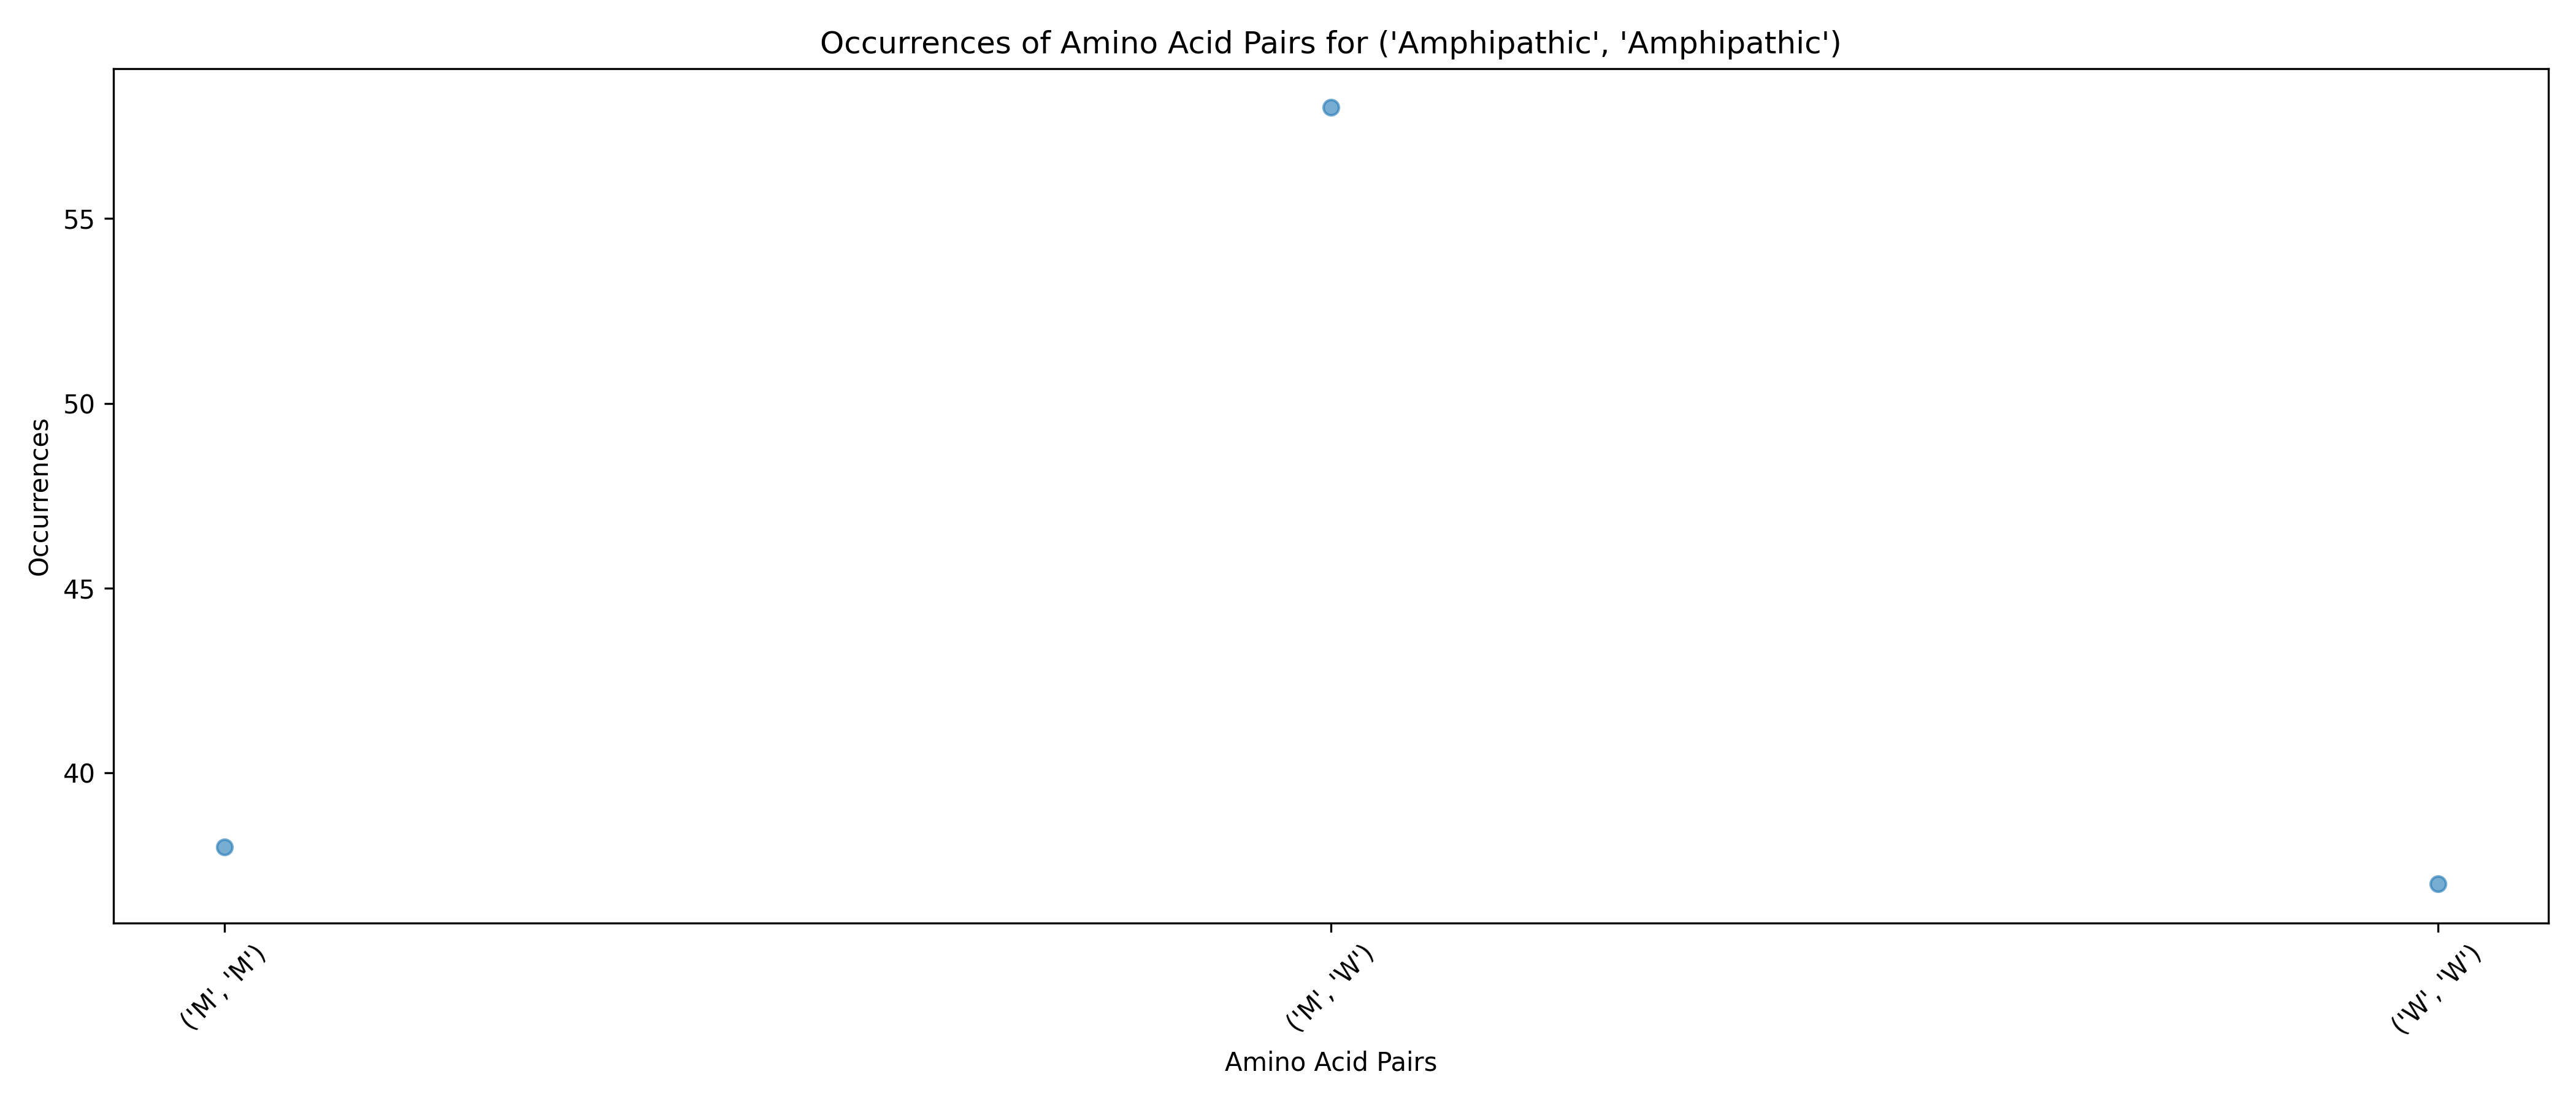 Occurrences of Amino Acid Pairs for ('Amphipathic', 'Amphipathic')
Occurrences
55
50
45
40
('M', 'M')
('M', 'W')
('W', 'W')
Amino Acid Pairs